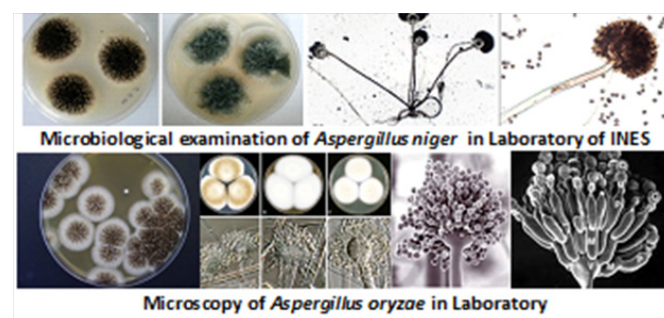 Microbiological examination of Aspergillus niger in Laboratory of INES
Microscopy of Aspergillus oryzae in Laboratory